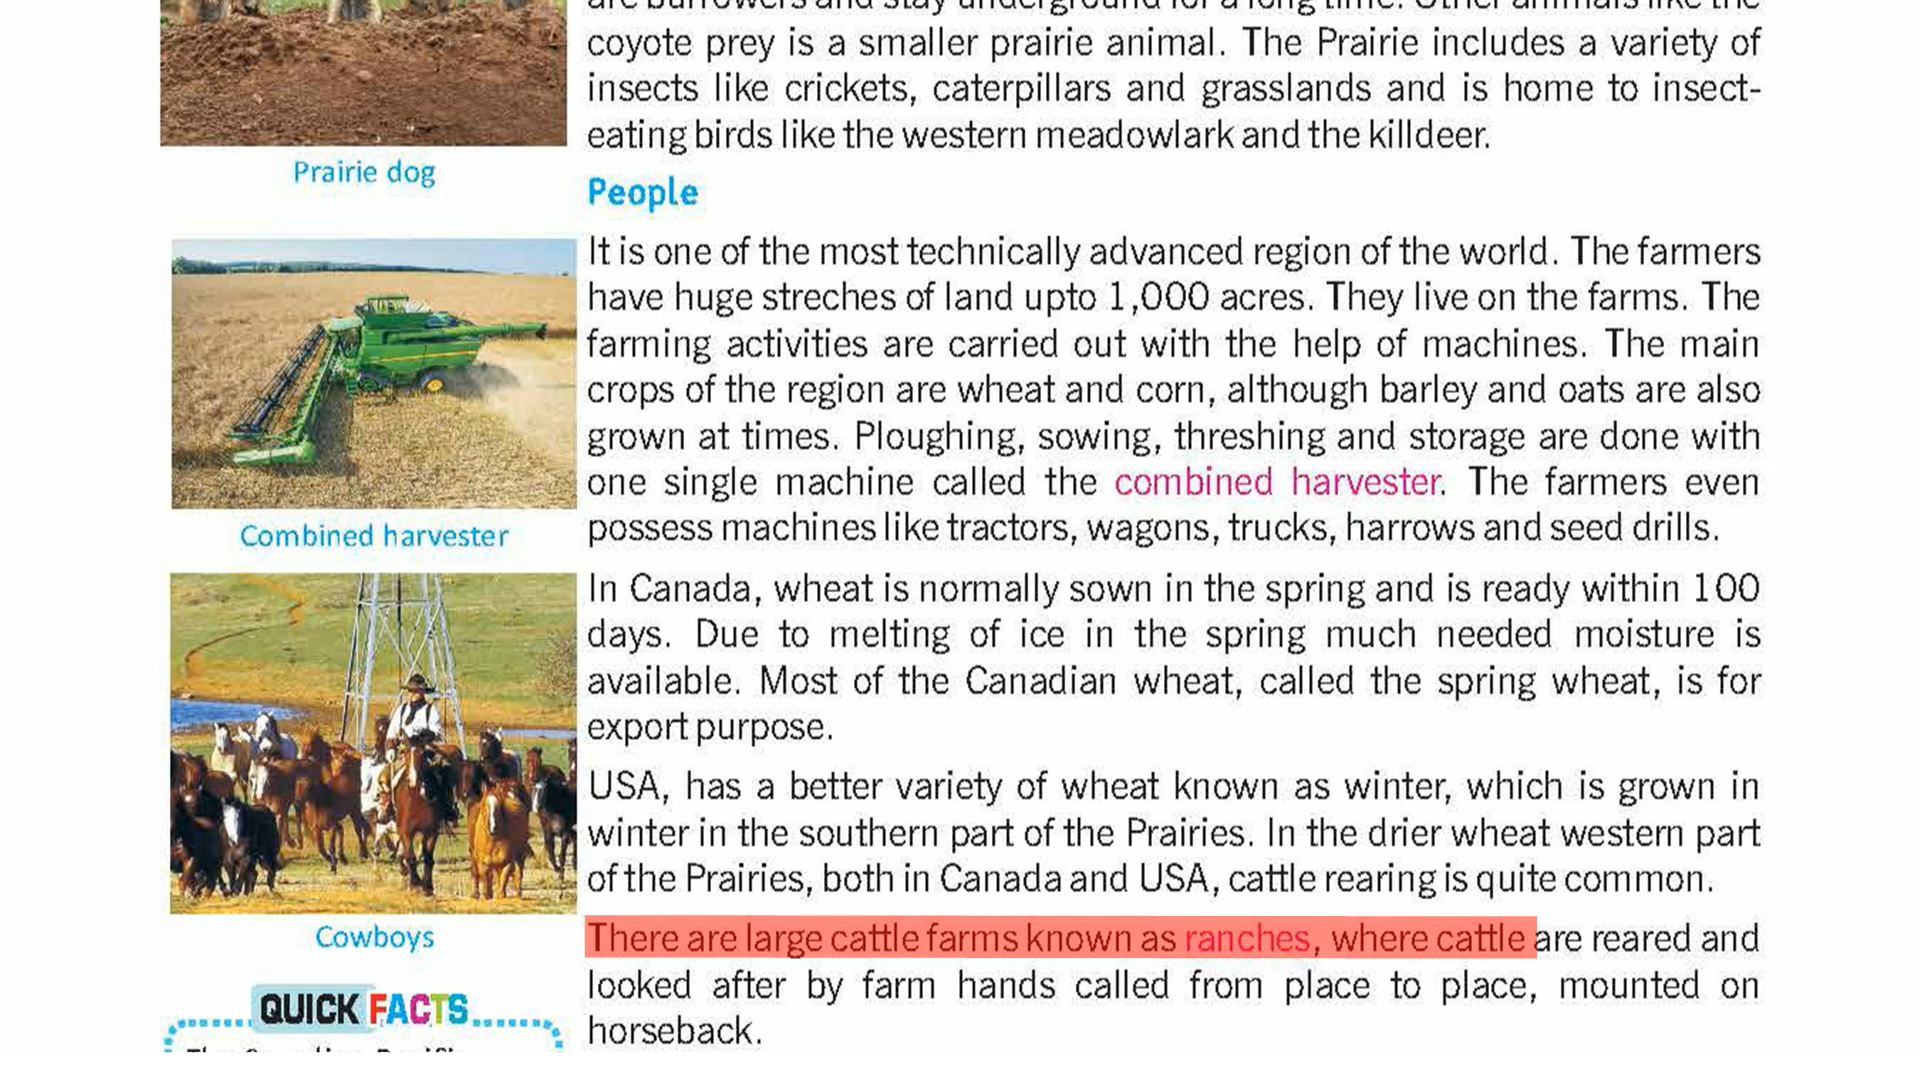 are burrowers and stay underground for a long time. Other animals like the
coyote prey is a smaller prairie animal. The Prairie includes a variety of
insects like crickets, caterpillars and grasslands and is home to insect-
eating birds like the western meadowlark and the killdeer.
Prairie dog
People
It is one of the most technically advanced region of the world. The farmers
have huge streches of land upto 1,000 acres. They live on the farms. The
farming activities are carried out with the help of machines. The main
crops of the region are wheat and corn, although barley and oats are also
grown at times. Ploughing, sowing, threshing and storage are done with
one single machine called the combined harvester. The farmers even
possess machines like tractors, wagons, trucks, harrows and seed drills.
Combined harvester
In Canada, wheat is normally sown in the spring and is ready within 100
days. Due to melting of ice in the spring much needed moisture is
available. Most of the Canadian wheat, called the spring wheat, is for
export purpose.
USA, has a better variety of wheat known as winter, which is grown in
winter in the southern part of the Prairies. In the drier wheat western part
of the Prairies, both in Canada and USA, cattle rearing is quite common.
There are large cattle farms known as ranches, where cattle are reared and
looked after by farm hands called from place to place, mounted on
horseback.
Cowboys
QUICK FACTS